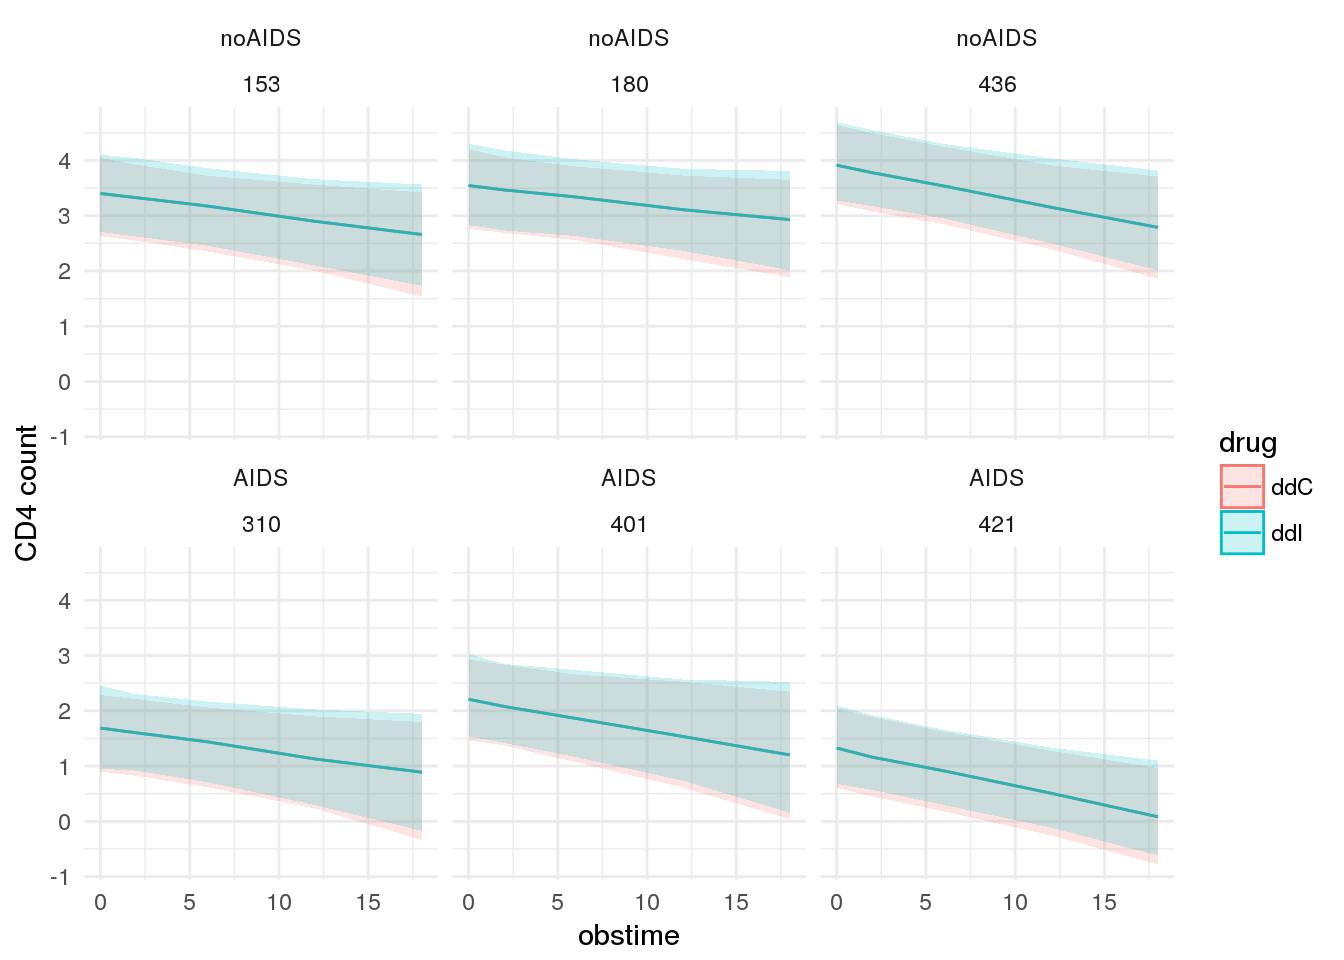 noAIDS noAIDS noAIDS
153 180 436
4
3
2
1
0
-1
AIDS AIDS AIDS
310 401 421
4
3
2
1
0
-1
0 5 10 15 0 5 10 15 0 5 10 15
obstime
CD4 count
drug
ddC
ddI